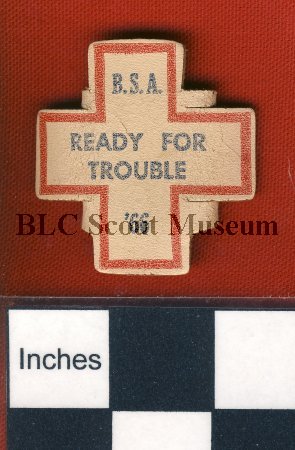 B.S.A.
READY FOR
TROUBLE
BLC Scout Museum
'66
Inches